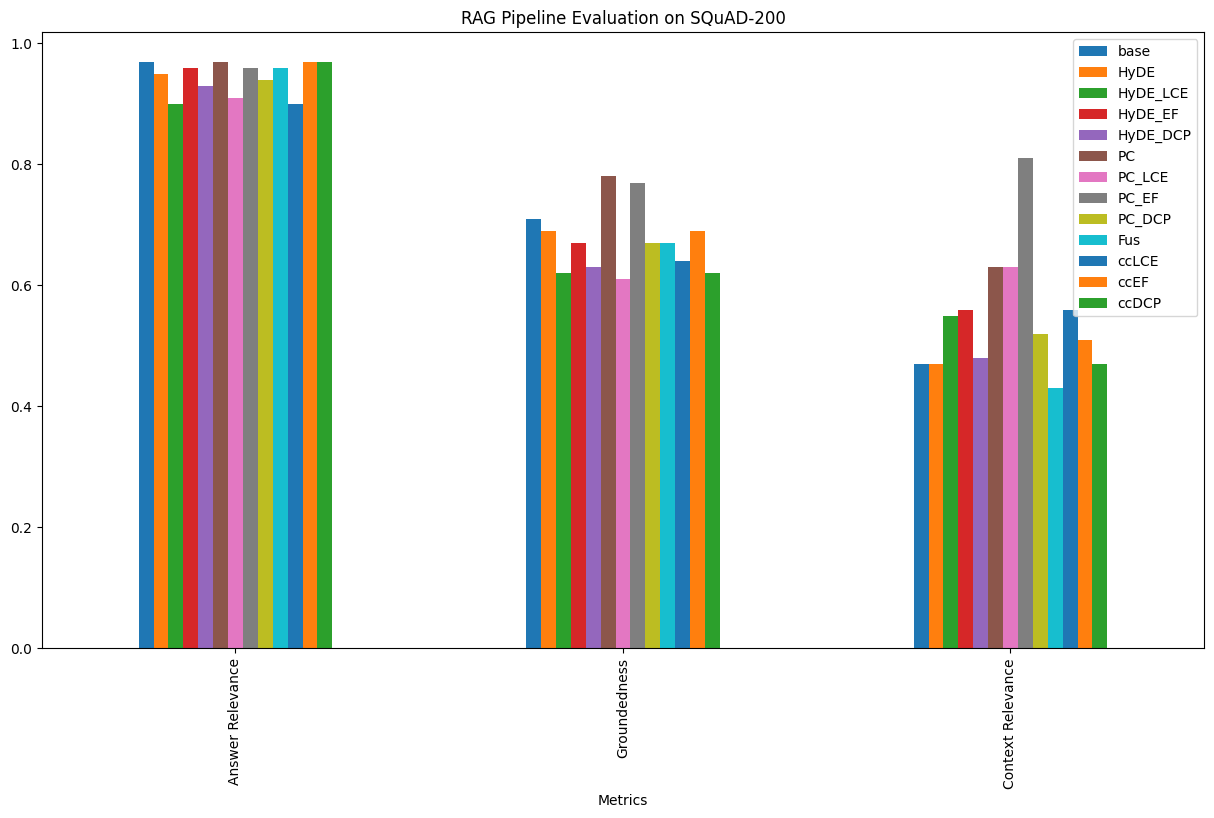 RAG Pipeline Evaluation on SQuAD-200
1.0
0.8
0.6
0.4
0.2
0.0
base
HyDE
HyDE_LCE
HyDE_EF
HyDE_DCP
PC
PC_LCE
PC_EF
PC_DCP
Fus
ccLCE
ccEF
ccDCP
Answer Relevance
Groundedness
Context Relevance
Metrics